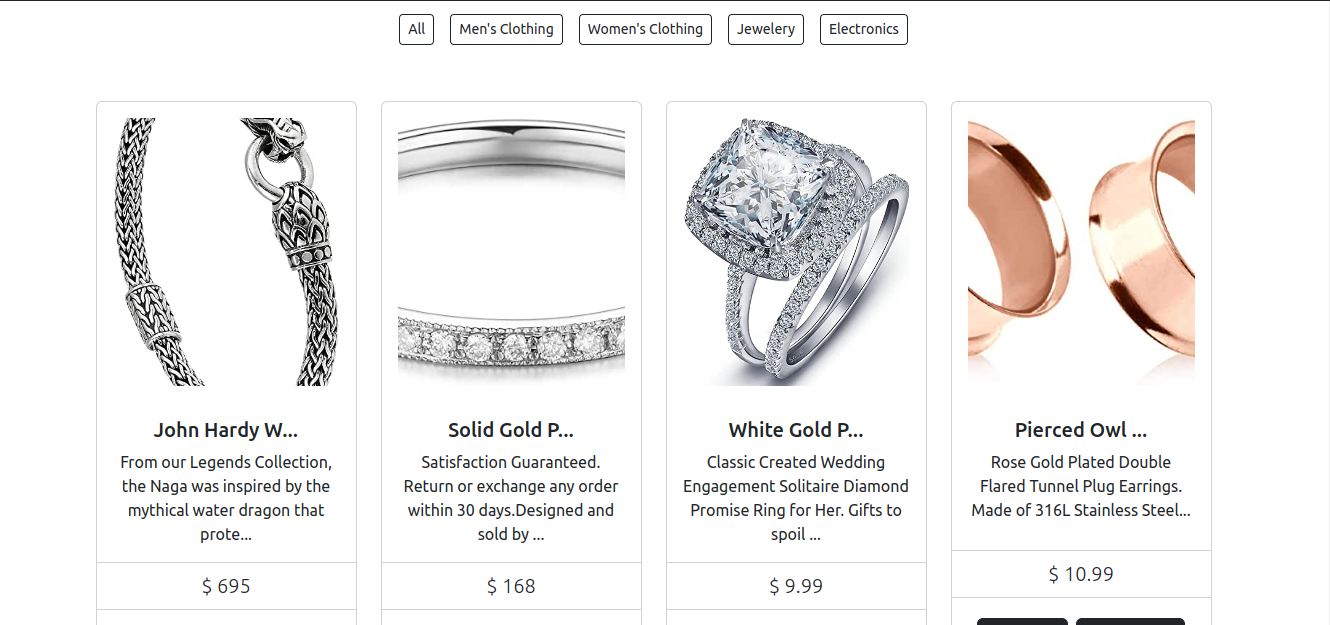 All
Men's Clothing
Women's Clothing
Jewelery
Electronics
John Hardy W...
From our Legends Collection,
the Naga was inspired by the
mythical water dragon that
prote...
$ 695
Solid Gold P...
Satisfaction Guaranteed.
Return or exchange any order
within 30 days.Designed and
sold by ...
$ 168
White Gold P...
Classic Created Wedding
Engagement Solitaire Diamond
Promise Ring for Her. Gifts to
spoil ...
$ 9.99
Pierced Owl ...
Rose Gold Plated Double
Flared Tunnel Plug Earrings.
Made of 316L Stainless Steel...
$ 10.99